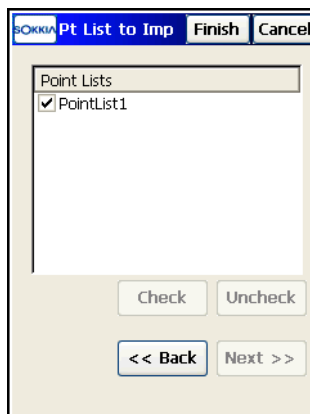 SOKKIA Pt List to Imp Finish Cancel
Point Lists
PointList1
Check Uncheck
<< Back Next >>